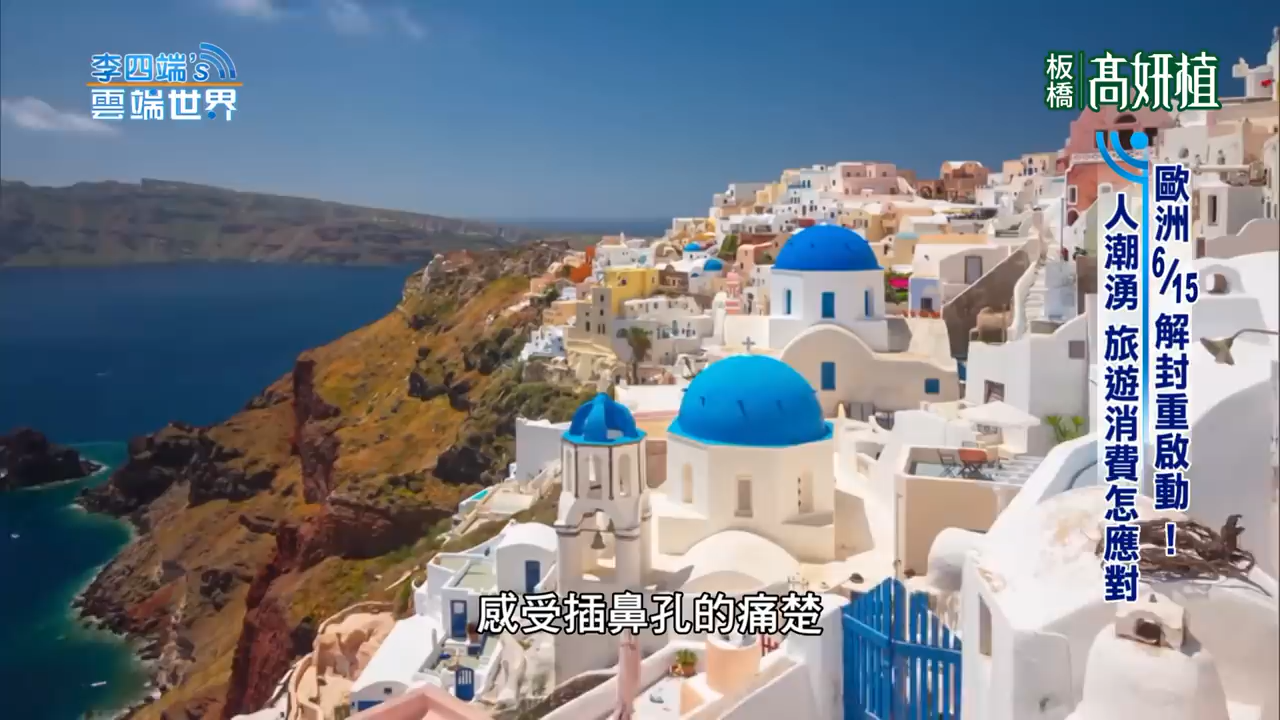 李四端's
雲端世界
板橋
髙妍植
歐洲6/15解封重啟動！
人潮湧 旅遊消費怎應對
感受插鼻孔的痛楚